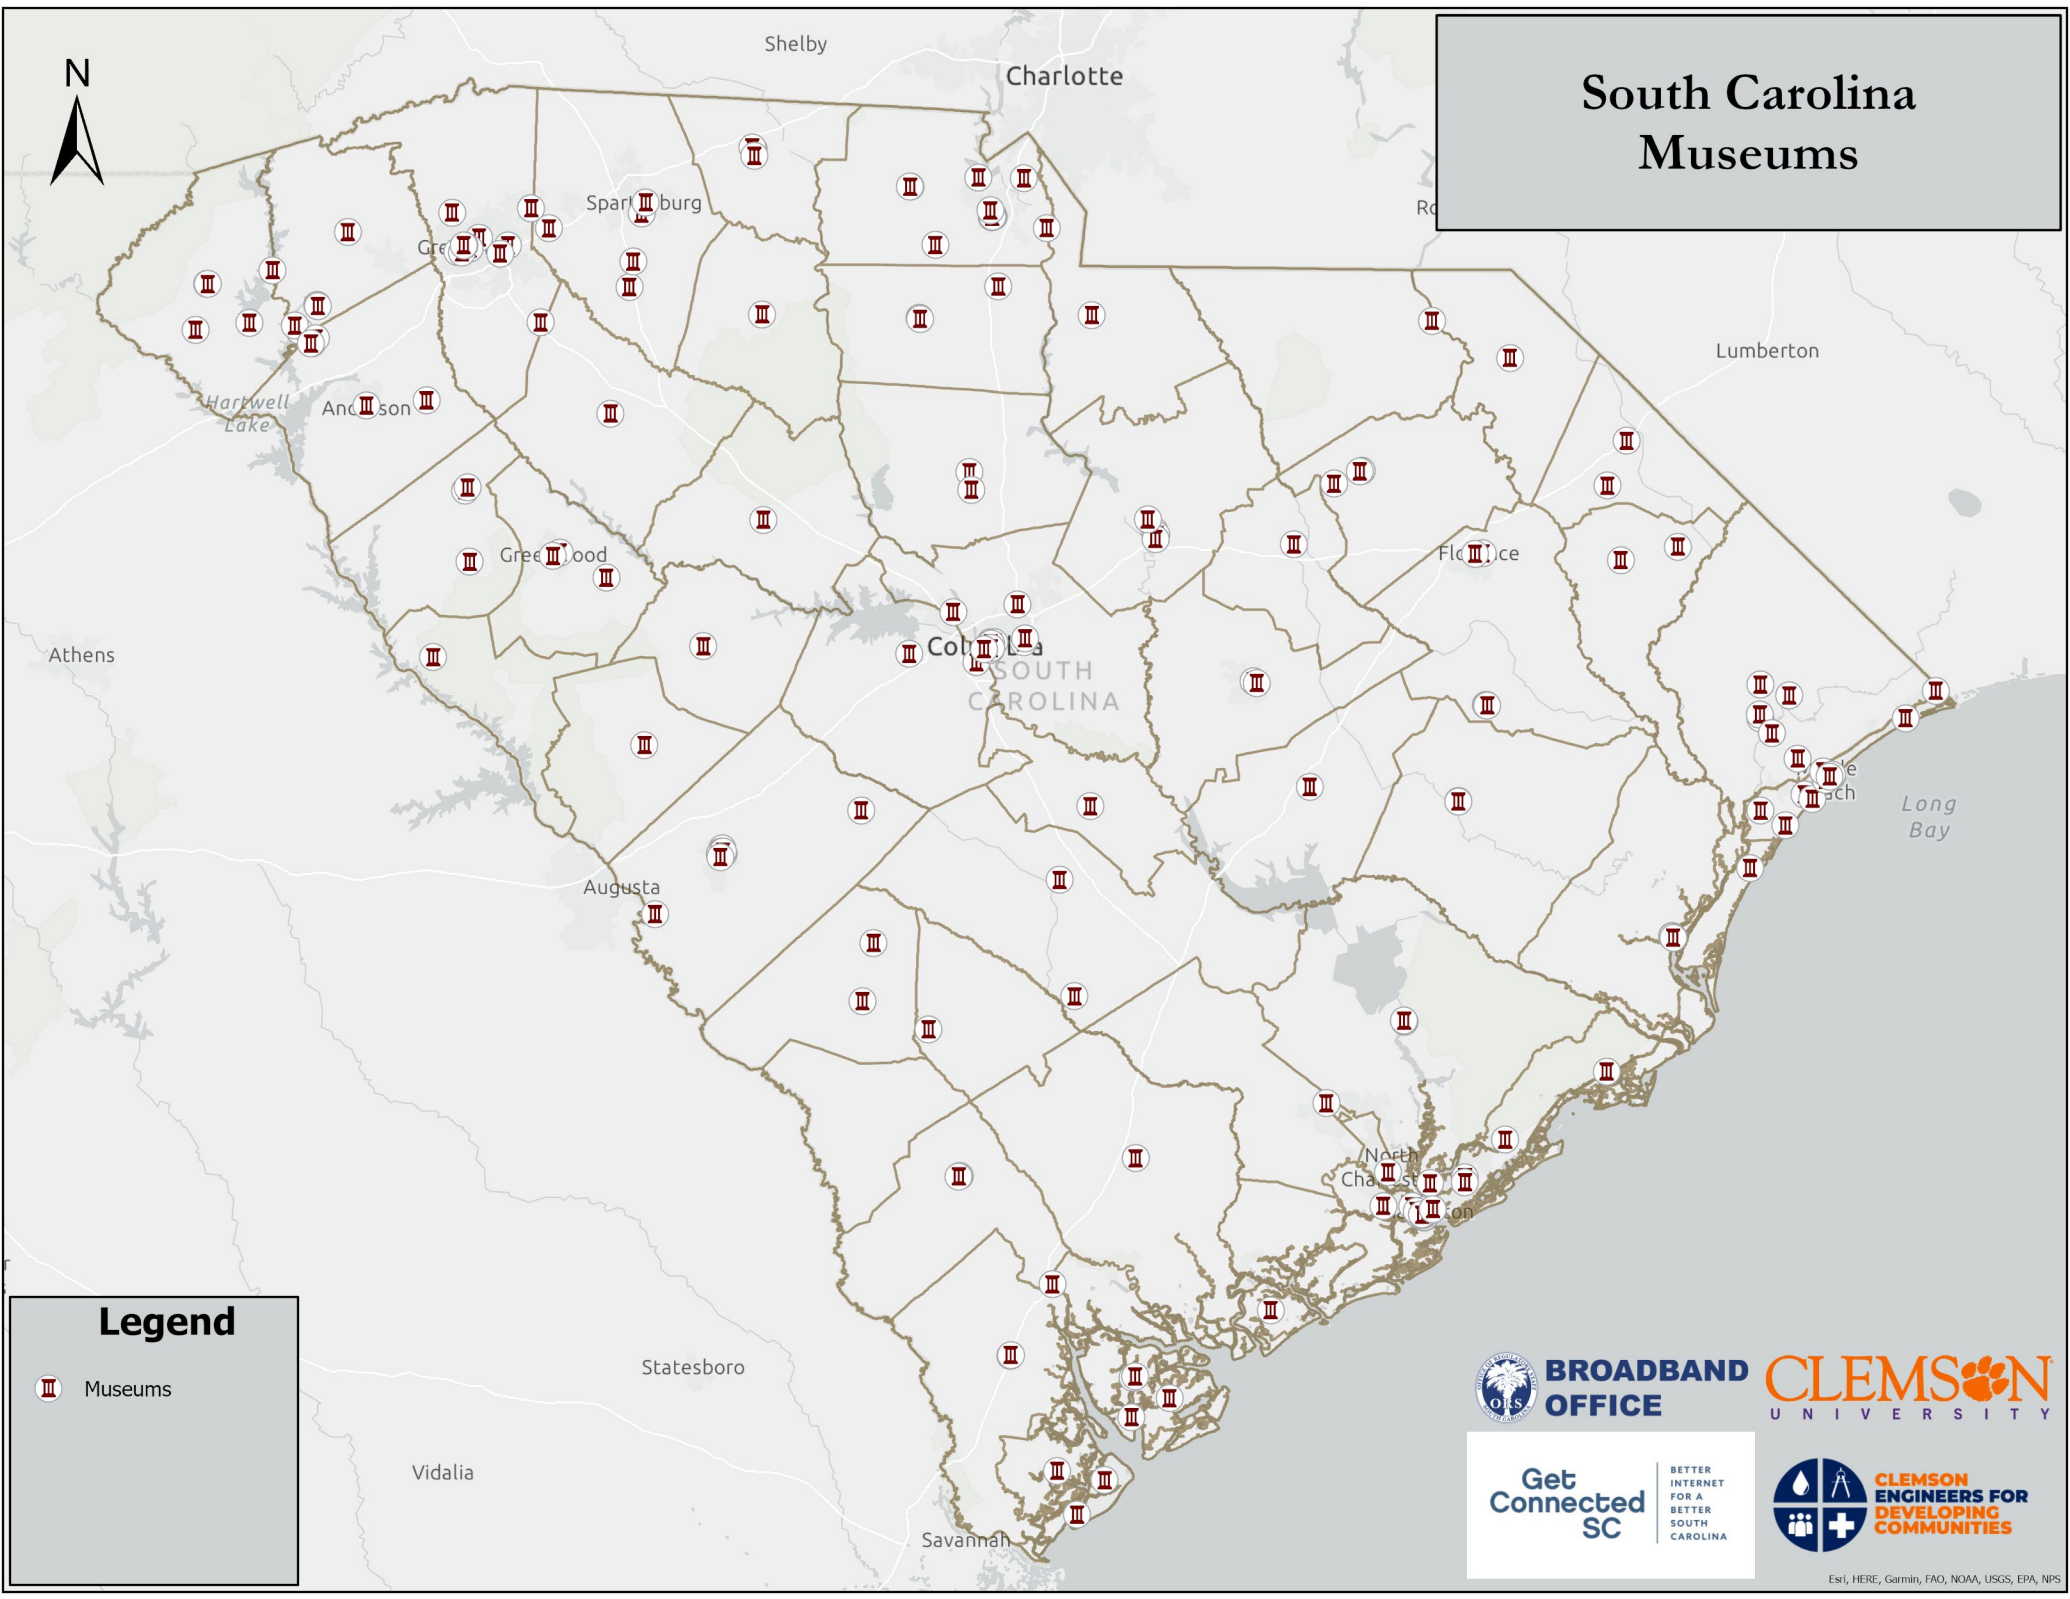 South Carolina
Museums
N
Shelby
Charlotte
Lumberton
Hartwell
Lake
Athens
SOUTH
Augusta
Long
Bay
North
Statesboro
Vidalia
Savannah
Legend
Museums
BROADBAND
OFFICE
ORS
CLEMSON
UNIVERSITY
Get
Connected
SC
BETTER
INTERNET
FOR A
BETTER
SOUTH
CAROLINA
CLEMSON
ENGINEERS FOR
DEVELOPING
COMMUNITIES
Esri, HERE, Garmin, FAO, NOAA, USGS, EPA, NPS